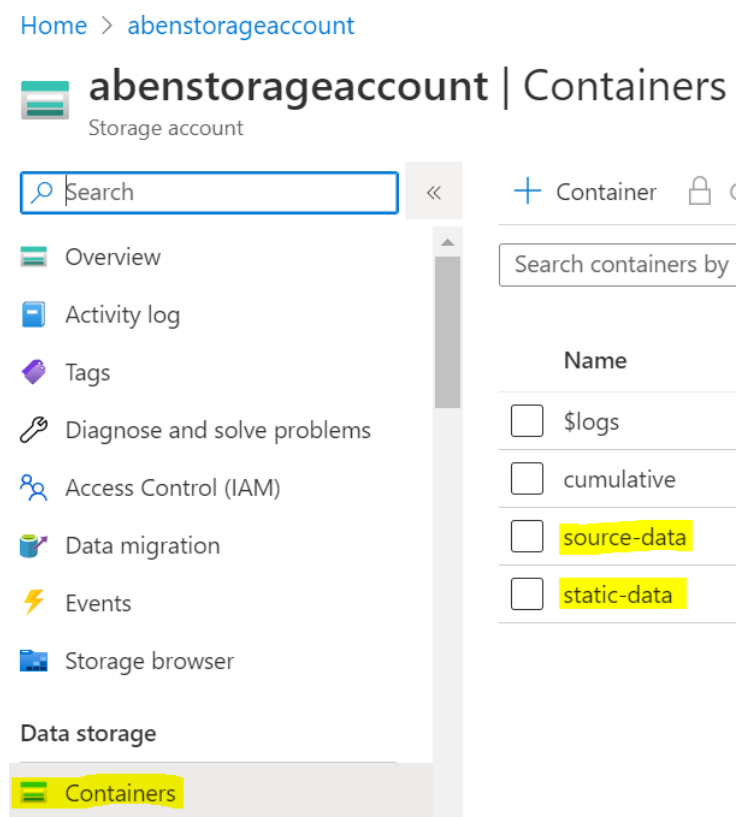 Home > abenstorageaccount
abenstorageaccount | Containers
Storage account
Search
«
Overview
Activity log
Tags
Diagnose and solve problems
Access Control (IAM)
Data migration
Events
Storage browser
Data storage
Containers
+ Container
Search containers by
Name
$logs
cumulative
source-data
static-data